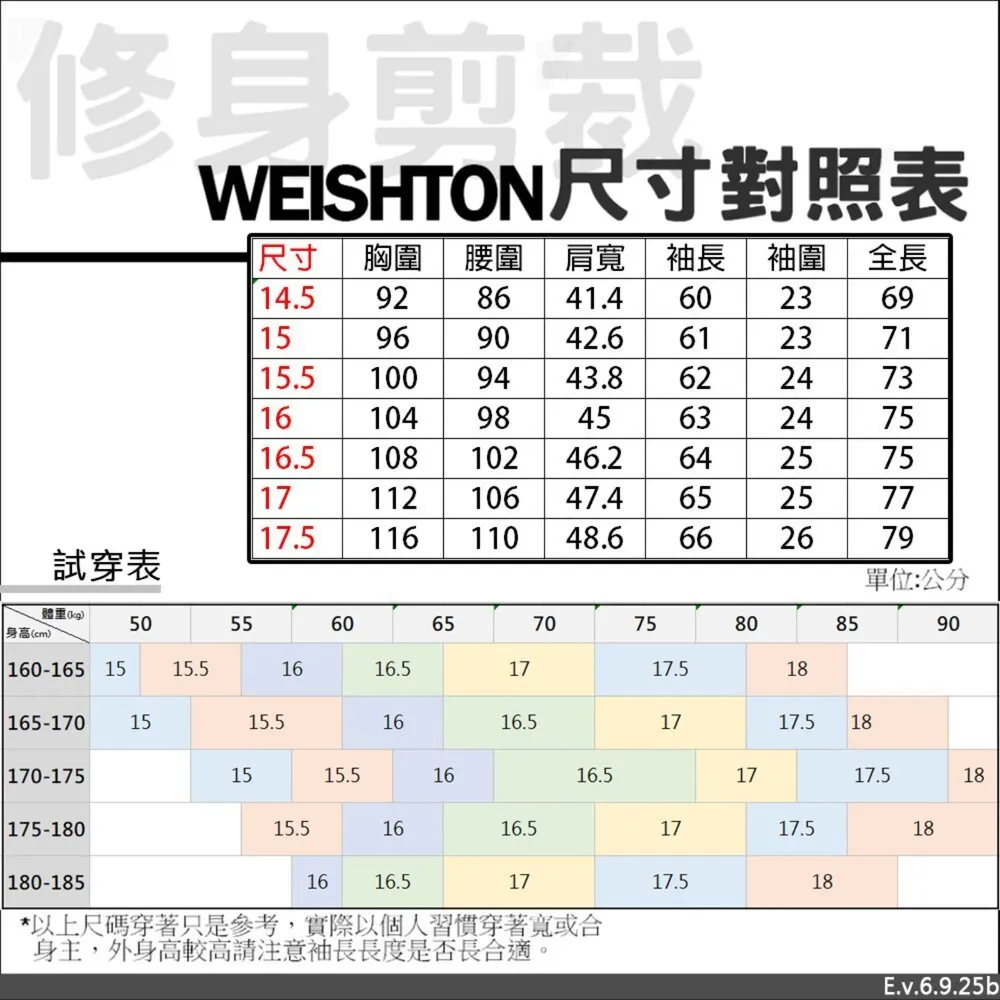 修身剪裁
WEISHTON尺寸對照表
尺寸 胸圍 腰圍 肩寬 袖長 袖圍 全長
14.5 92 86 41.4 60 23 69
15 96 90 42.6 61 23 71
15.5 100 94 43.8 62 24 73
16 104 98 45 63 24 75
16.5 108 102 46.2 64 25 75
17 112 106 47.4 65 25 77
17.5 116 110 48.6 66 26 79
試穿表
單位:公分
體重(kg)
身高(cm) 50 55 60 65 70 75 80 85 90
160-165 15 15.5 16 16.5 17 17.5 18
165-170 15 15.5 16 16.5 17 17.5 18
170-175 15 15.5 16 16.5 17 17.5 18
175-180 15.5 16 16.5 17 17.5 18
180-185 16 16.5 17 17.5 18
*以上尺碼穿著只是參考，實際以個人習慣穿著寬或合
身主，外身高較高請注意袖長長度是否長合適。
E.v.6.9.25b